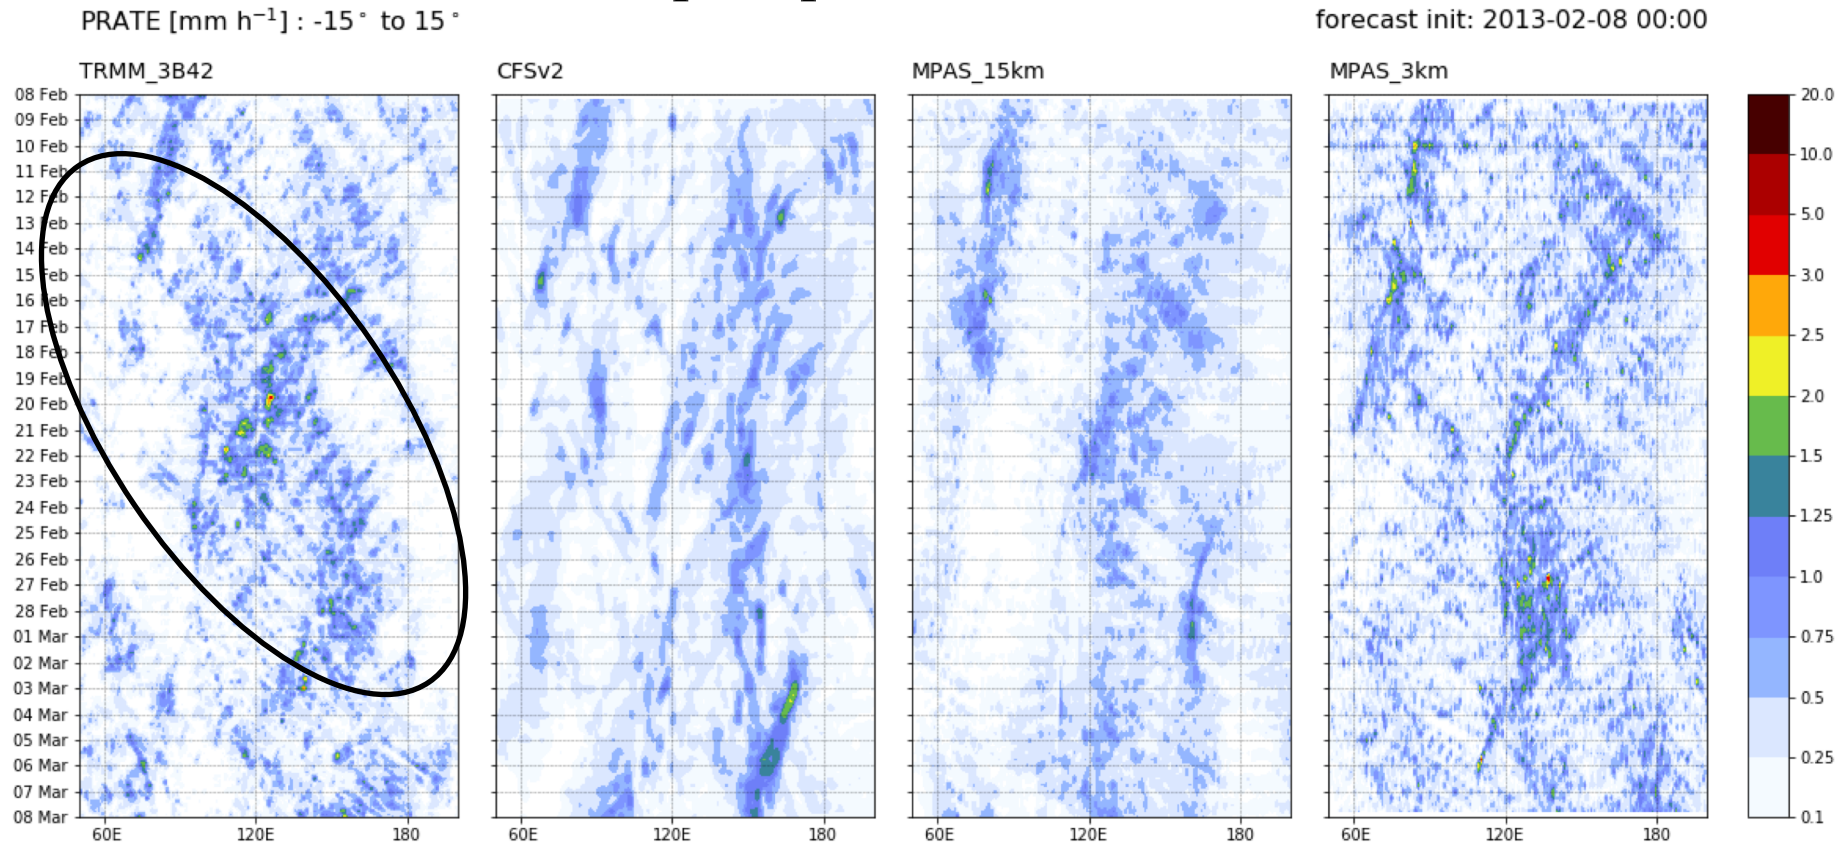 PRATE [mm h⁻¹] : -15° to 15°
forecast init: 2013-02-08 00:00
TRMM_3B42
CFSv2
MPAS_15km
MPAS_3km
08 Feb
09 Feb
10 Feb
11 Feb
12 Feb
13 Feb
14 Feb
15 Feb
16 Feb
17 Feb
18 Feb
19 Feb
20 Feb
21 Feb
22 Feb
23 Feb
24 Feb
25 Feb
26 Feb
27 Feb
28 Feb
01 Mar
02 Mar
03 Mar
04 Mar
05 Mar
06 Mar
07 Mar
08 Mar
60E 120E 180
60E 120E 180
60E 120E 180
60E 120E 180
20.0
10.0
5.0
3.0
2.5
2.0
1.5
1.25
1.0
0.75
0.5
0.25
0.1